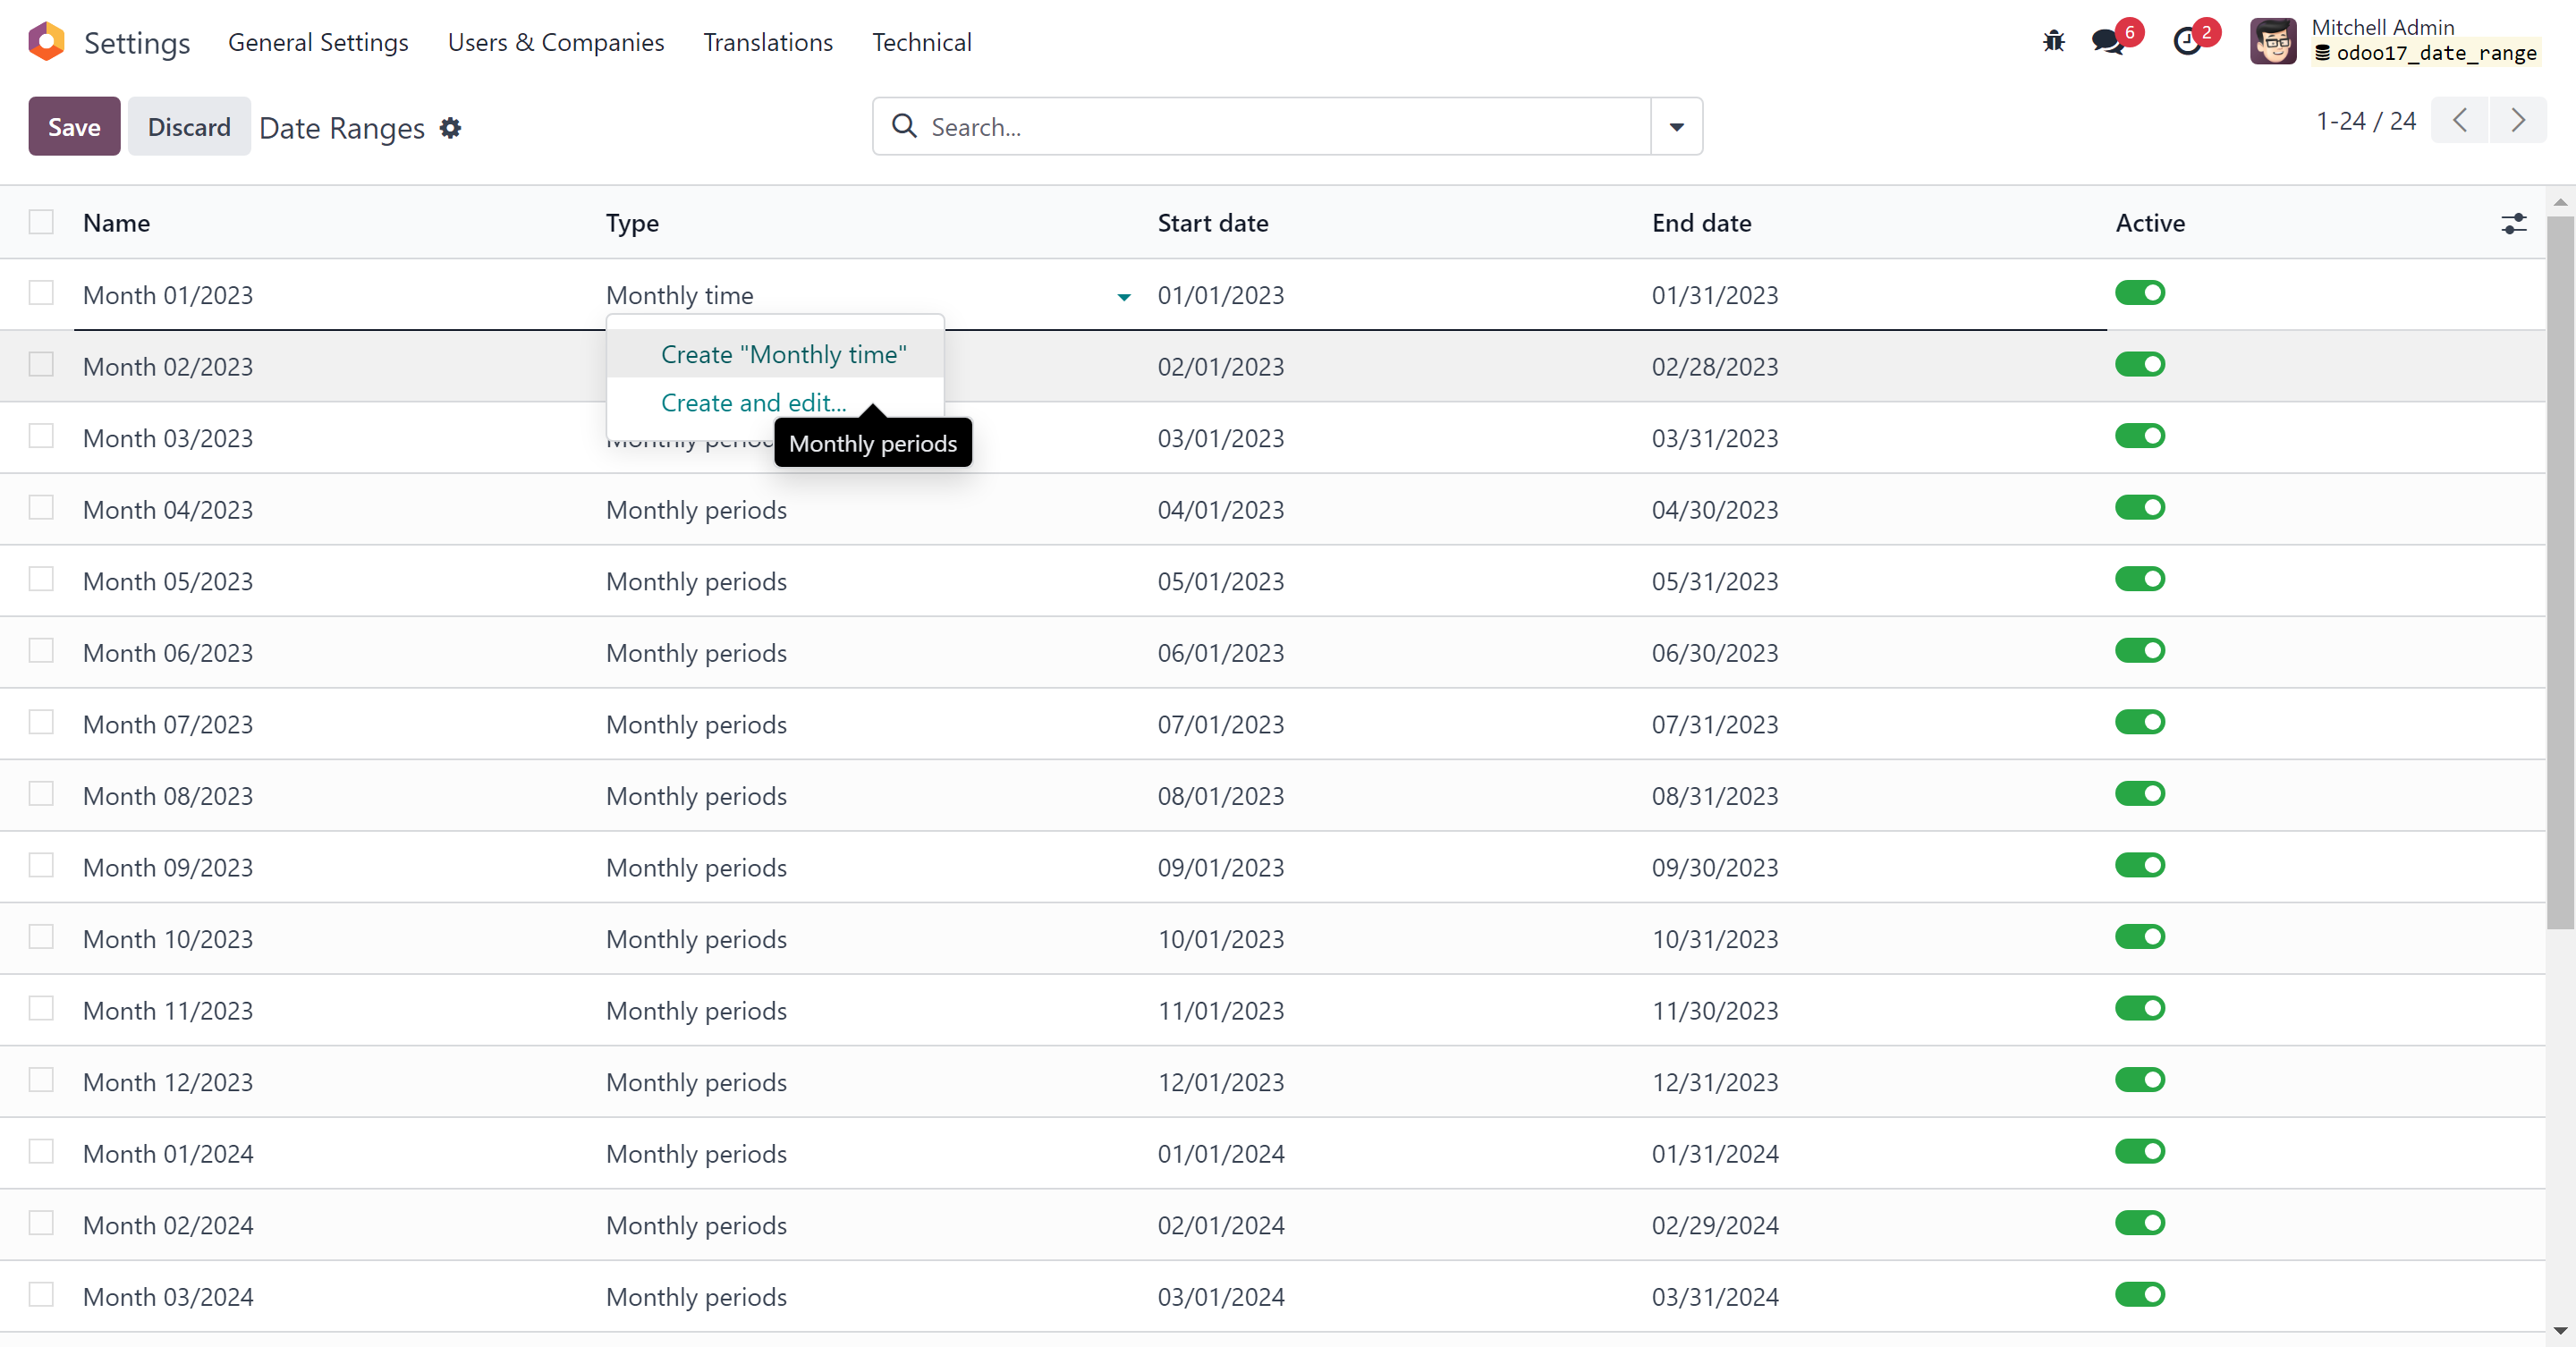 Settings General Settings Users & Companies Translations Technical 6 2 Mitchell Admin
odoo17_date_range
Save Discard Date Ranges Search... 1-24 / 24
Name Type Start date End date Active
Month 01/2023 Monthly time 01/01/2023 01/31/2023
Create "Monthly time"
Month 02/2023 02/01/2023 02/28/2023
Create and edit...
Month 03/2023 03/01/2023 03/31/2023
Monthly periods
Month 04/2023 Monthly periods 04/01/2023 04/30/2023
Month 05/2023 Monthly periods 05/01/2023 05/31/2023
Month 06/2023 Monthly periods 06/01/2023 06/30/2023
Month 07/2023 Monthly periods 07/01/2023 07/31/2023
Month 08/2023 Monthly periods 08/01/2023 08/31/2023
Month 09/2023 Monthly periods 09/01/2023 09/30/2023
Month 10/2023 Monthly periods 10/01/2023 10/31/2023
Month 11/2023 Monthly periods 11/01/2023 11/30/2023
Month 12/2023 Monthly periods 12/01/2023 12/31/2023
Month 01/2024 Monthly periods 01/01/2024 01/31/2024
Month 02/2024 Monthly periods 02/01/2024 02/29/2024
Month 03/2024 Monthly periods 03/01/2024 03/31/2024